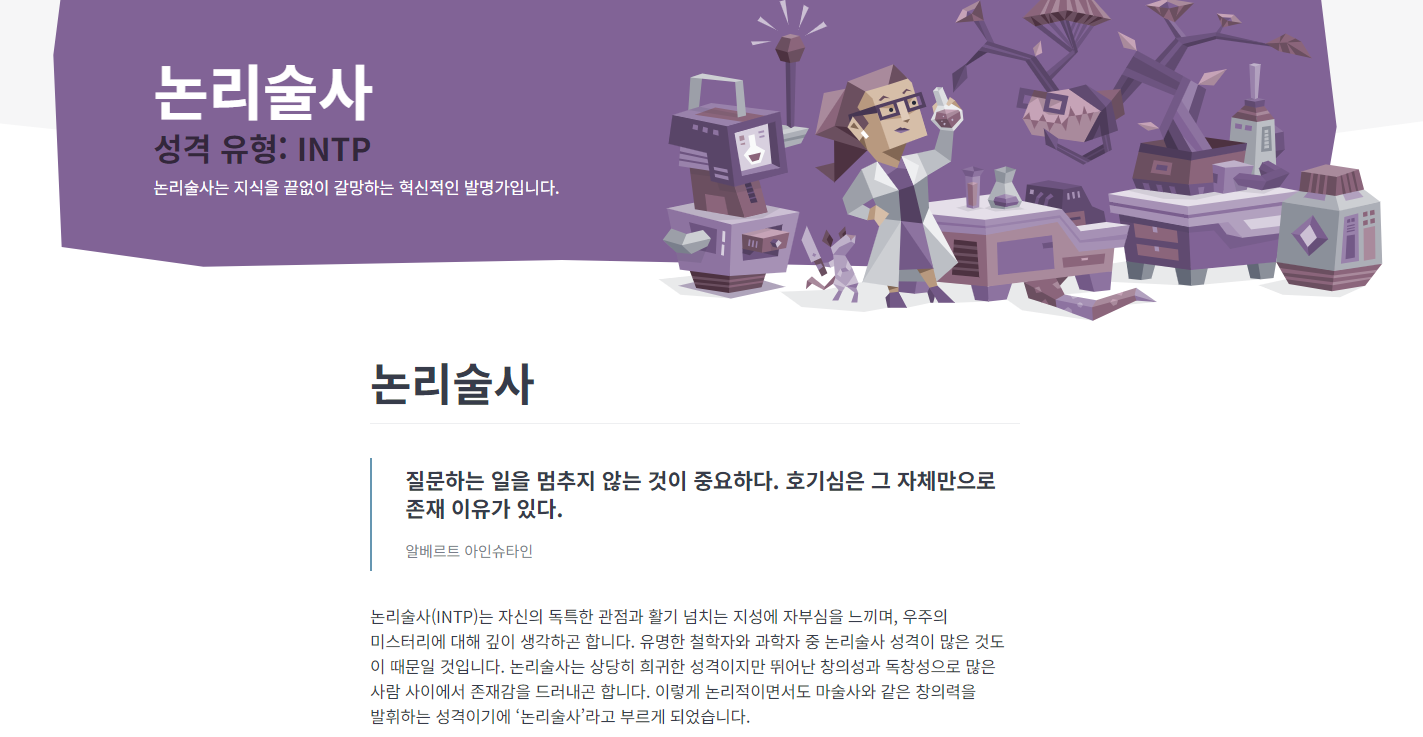 논리술사
성격 유형: INTP
논리술사는 지식을 끝없이 갈망하는 혁신적인 발명가입니다.
논리술사
질문하는 일을 멈추지 않는 것이 중요하다. 호기심은 그 자체만으로
존재 이유가 있다.
알베르트 아인슈타인
논리술사(INTP)는 자신의 독특한 관점과 활기 넘치는 지성에 자부심을 느끼며, 우주의
미스터리에 대해 깊이 생각하곤 합니다. 유명한 철학자와 과학자 중 논리술사 성격이 많은 것도
이 때문일 것입니다. 논리술사는 상당히 희귀한 성격이지만 뛰어난 창의성과 독창성으로 많은
사람 사이에서 존재감을 드러내곤 합니다. 이렇게 논리적이면서도 마술사와 같은 창의력을
발휘하는 성격이기에 ‘논리술사’라고 부르게 되었습니다.